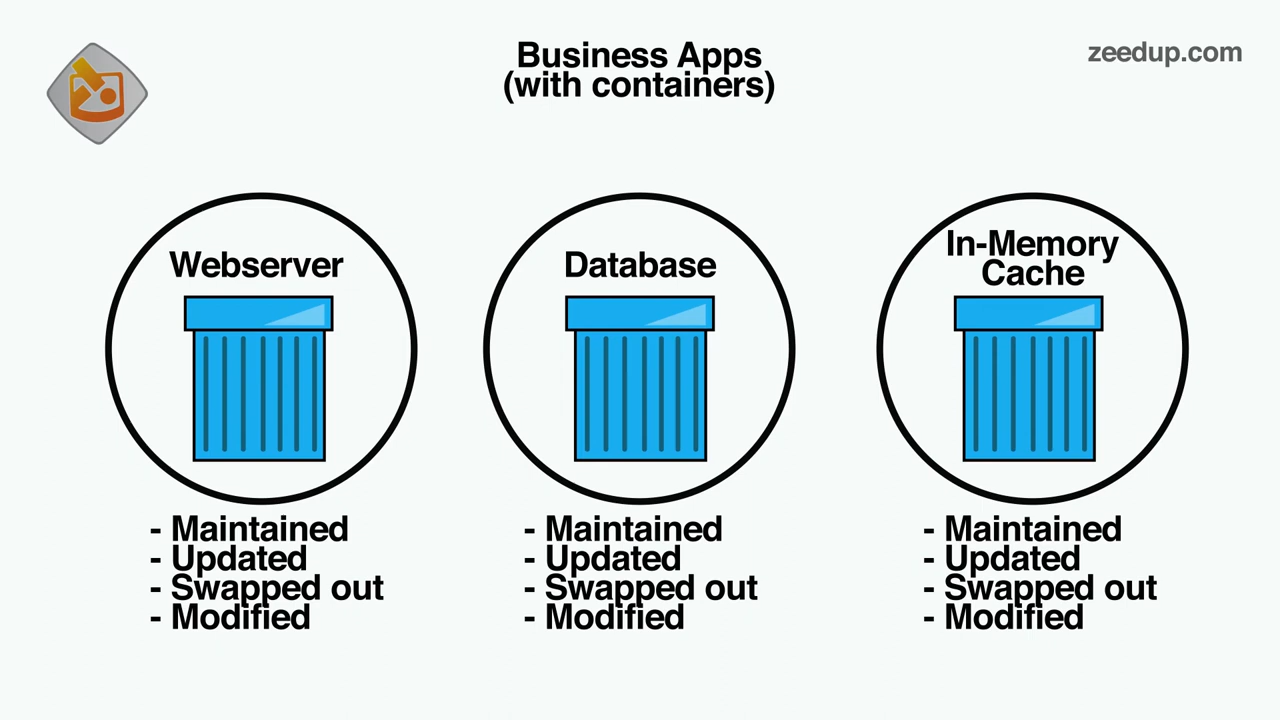 Business Apps
(with containers)
zeedup.com
Webserver
Database
In-Memory
Cache
- Maintained
- Updated
- Swapped out
- Modified
- Maintained
- Updated
- Swapped out
- Modified
- Maintained
- Updated
- Swapped out
- Modified